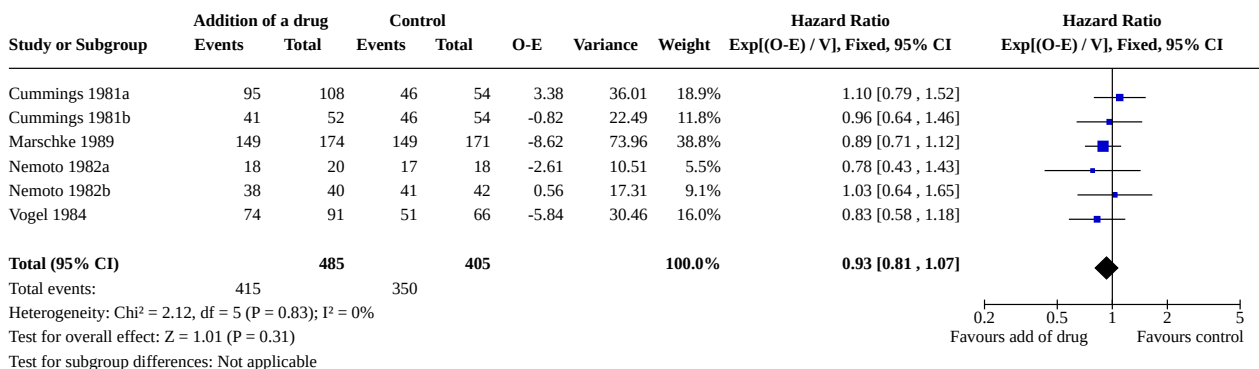 Addition of a drug Control Hazard Ratio Hazard Ratio
Study or Subgroup Events Total Events Total O-E Variance Weight Exp[(O-E) / V], Fixed, 95% CI Exp[(O-E) / V], Fixed, 95% CI
Cummings 1981a 95 108 46 54 3.38 36.01 18.9% 1.10 [0.79 , 1.52]
Cummings 1981b 41 52 46 54 -0.82 22.49 11.8% 0.96 [0.64 , 1.46]
Marschke 1989 149 174 149 171 -8.62 73.96 38.8% 0.89 [0.71 , 1.12]
Nemoto 1982a 18 20 17 18 -2.61 10.51 5.5% 0.78 [0.43 , 1.43]
Nemoto 1982b 38 40 41 42 0.56 17.31 9.1% 1.03 [0.64 , 1.65]
Vogel 1984 74 91 51 66 -5.84 30.46 16.0% 0.83 [0.58 , 1.18]
Total (95% CI) 485 405 100.0% 0.93 [0.81 , 1.07]
Total events: 415 350
Heterogeneity: Chi² = 2.12, df = 5 (P = 0.83); I² = 0%
0.2 0.5 1 2 5
Test for overall effect: Z = 1.01 (P = 0.31)
Favours add of drug Favours control
Test for subgroup differences: Not applicable